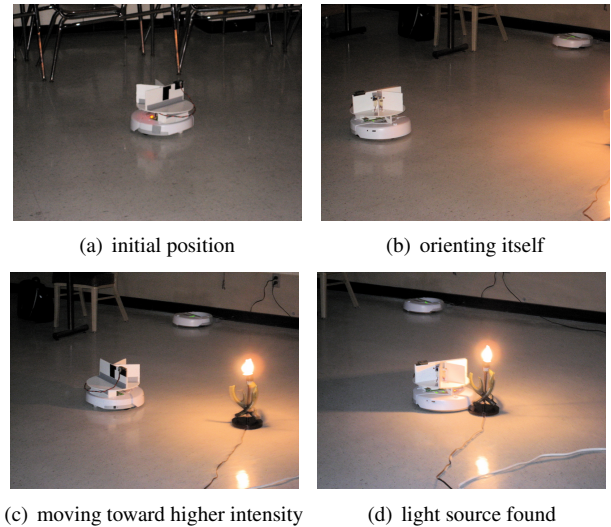 (a) initial position
(b) orienting itself
(c) moving toward higher intensity
(d) light source found